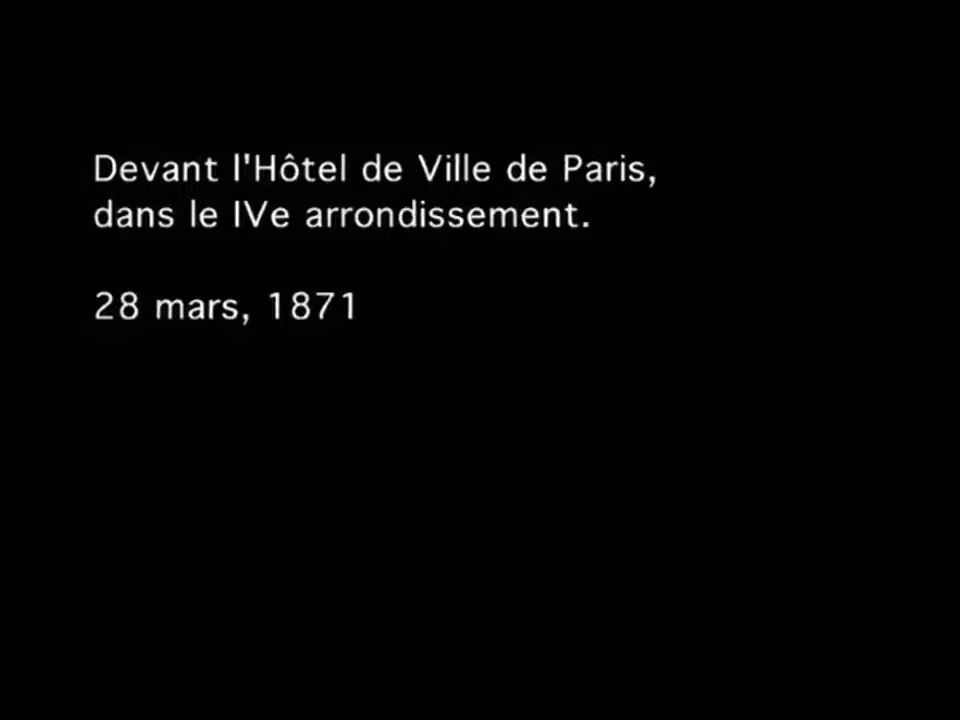 Devant l'Hôtel de Ville de Paris,
dans le IVe arrondissement.
28 mars, 1871